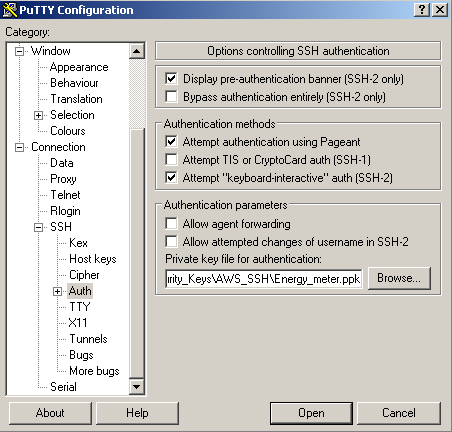 PuTTY Configuration
Category:
Window
Appearance
Behaviour
Translation
Selection
Colours
Connection
Data
Proxy
Telnet
Rlogin
SSH
Kex
Host keys
Cipher
Auth
TTY
X11
Tunnels
Bugs
More bugs
Serial
Options controlling SSH authentication
Display pre-authentication banner (SSH-2 only)
Bypass authentication entirely (SSH-2 only)
Authentication methods
Attempt authentication using Pageant
Attempt TIS or CryptoCard auth (SSH-1)
Attempt "keyboard-interactive" auth (SSH-2)
Authentication parameters
Allow agent forwarding
Allow attempted changes of username in SSH-2
Private key file for authentication:
urity_Keys\AWS_SSH\Energy_meter.ppk Browse...
About Help Open Cancel